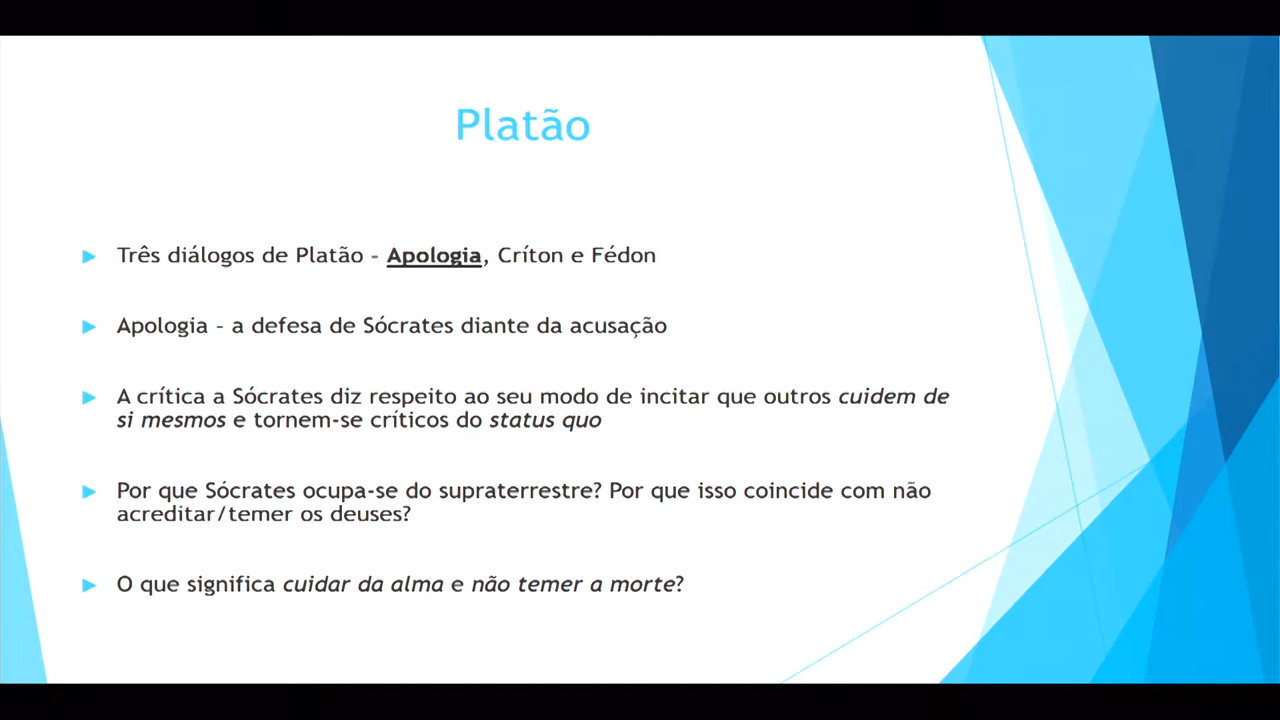 Platão
Três diálogos de Platão - Apologia, Críton e Fédon
Apologia – a defesa de Sócrates diante da acusação
A crítica a Sócrates diz respeito ao seu modo de incitar que outros cuidem de
si mesmos e tornem-se críticos do status quo
Por que Sócrates ocupa-se do supraterrestre? Por que isso coincide com não
acreditar/temer os deuses?
O que significa cuidar da alma e não temer a morte?